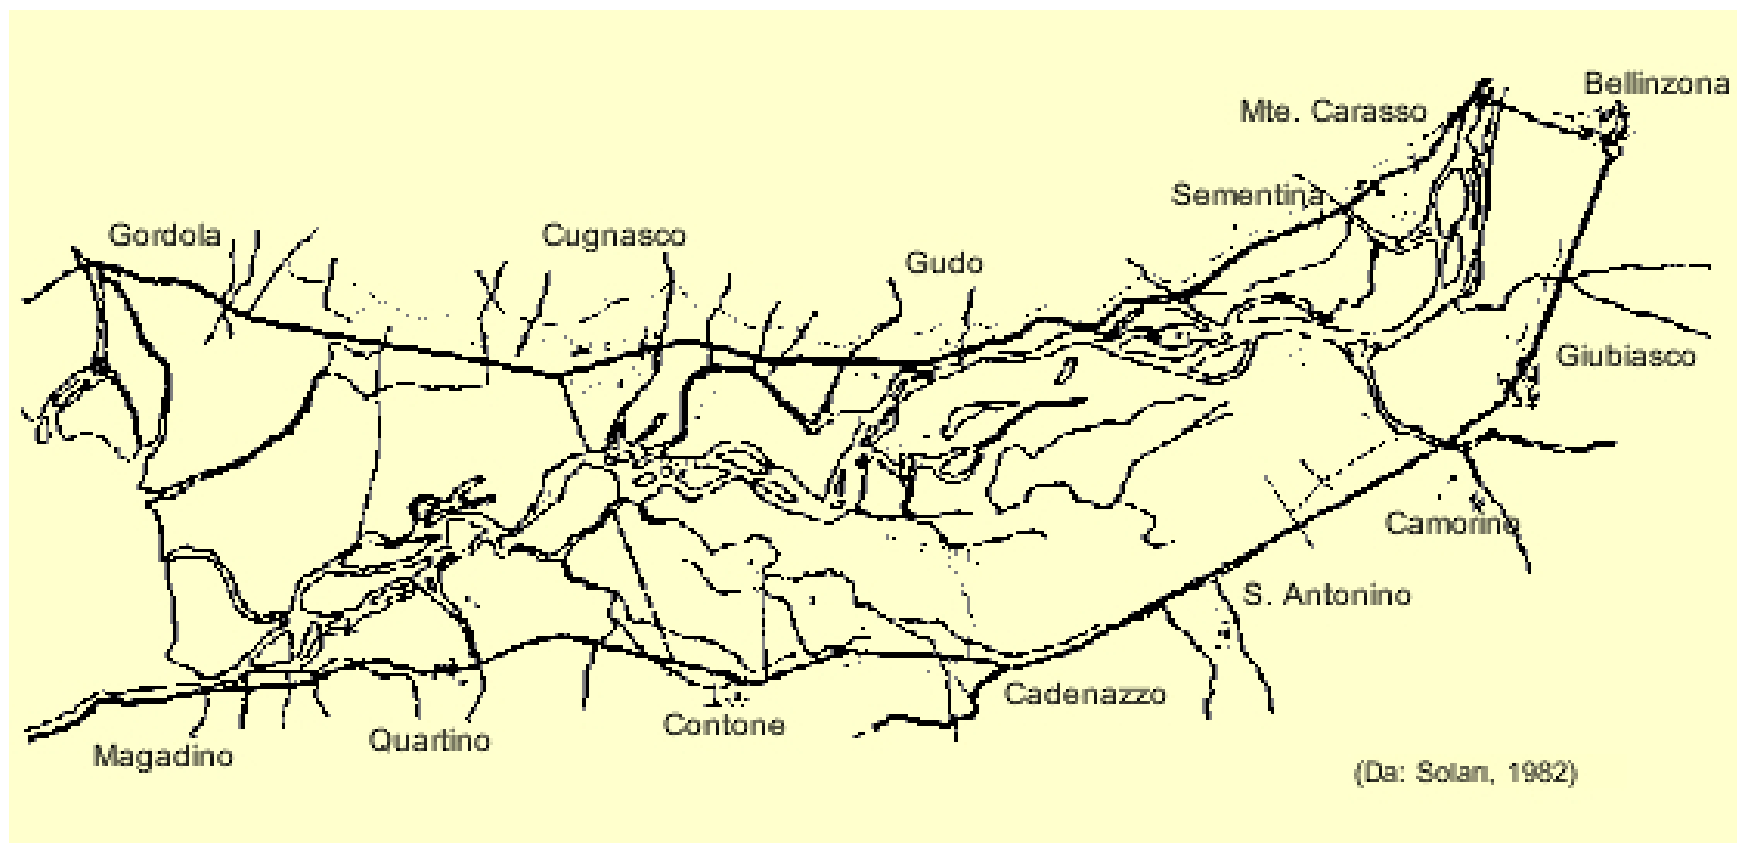 Bellinzona
Mte. Carasso
Sementina
Gordola
Cugnasco
Gudo
Giubiasco
Camorino
S. Antonino
Cadenazzo
Contone
Quartino
Magadino
(Da: Solari, 1982)